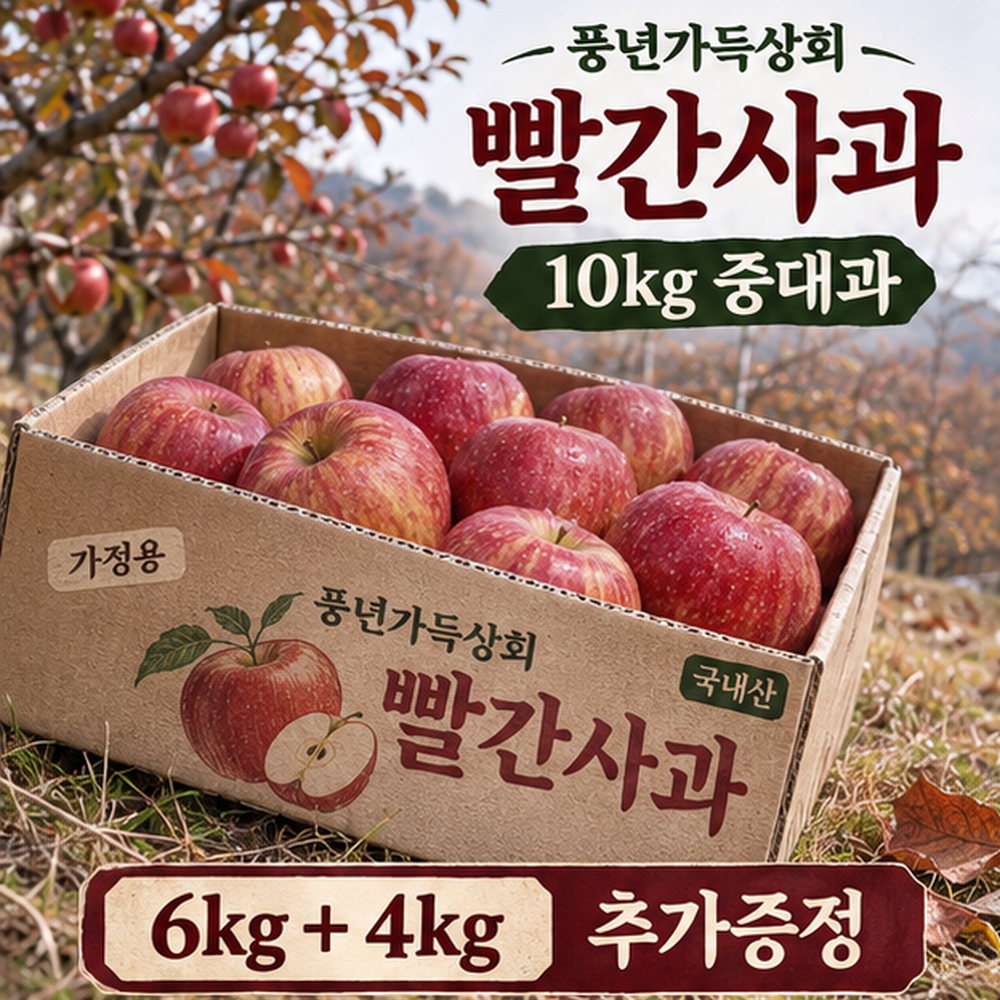 풍년가득상회
빨간사과
10kg 중대과
가정용
풍년가득상회
국내산
빨간사과
6kg + 4kg 추가증정